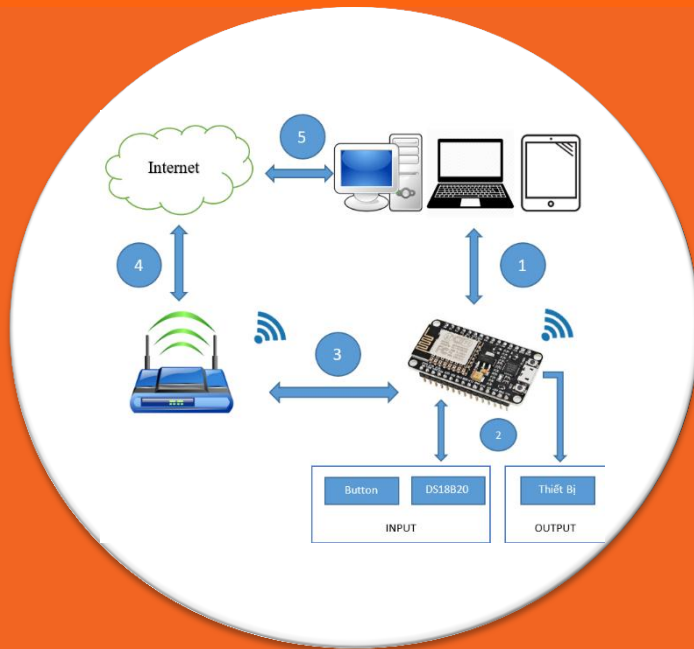 5
Internet
4
1
3
2
Button
DS18B20
Thiết Bị
INPUT
OUTPUT